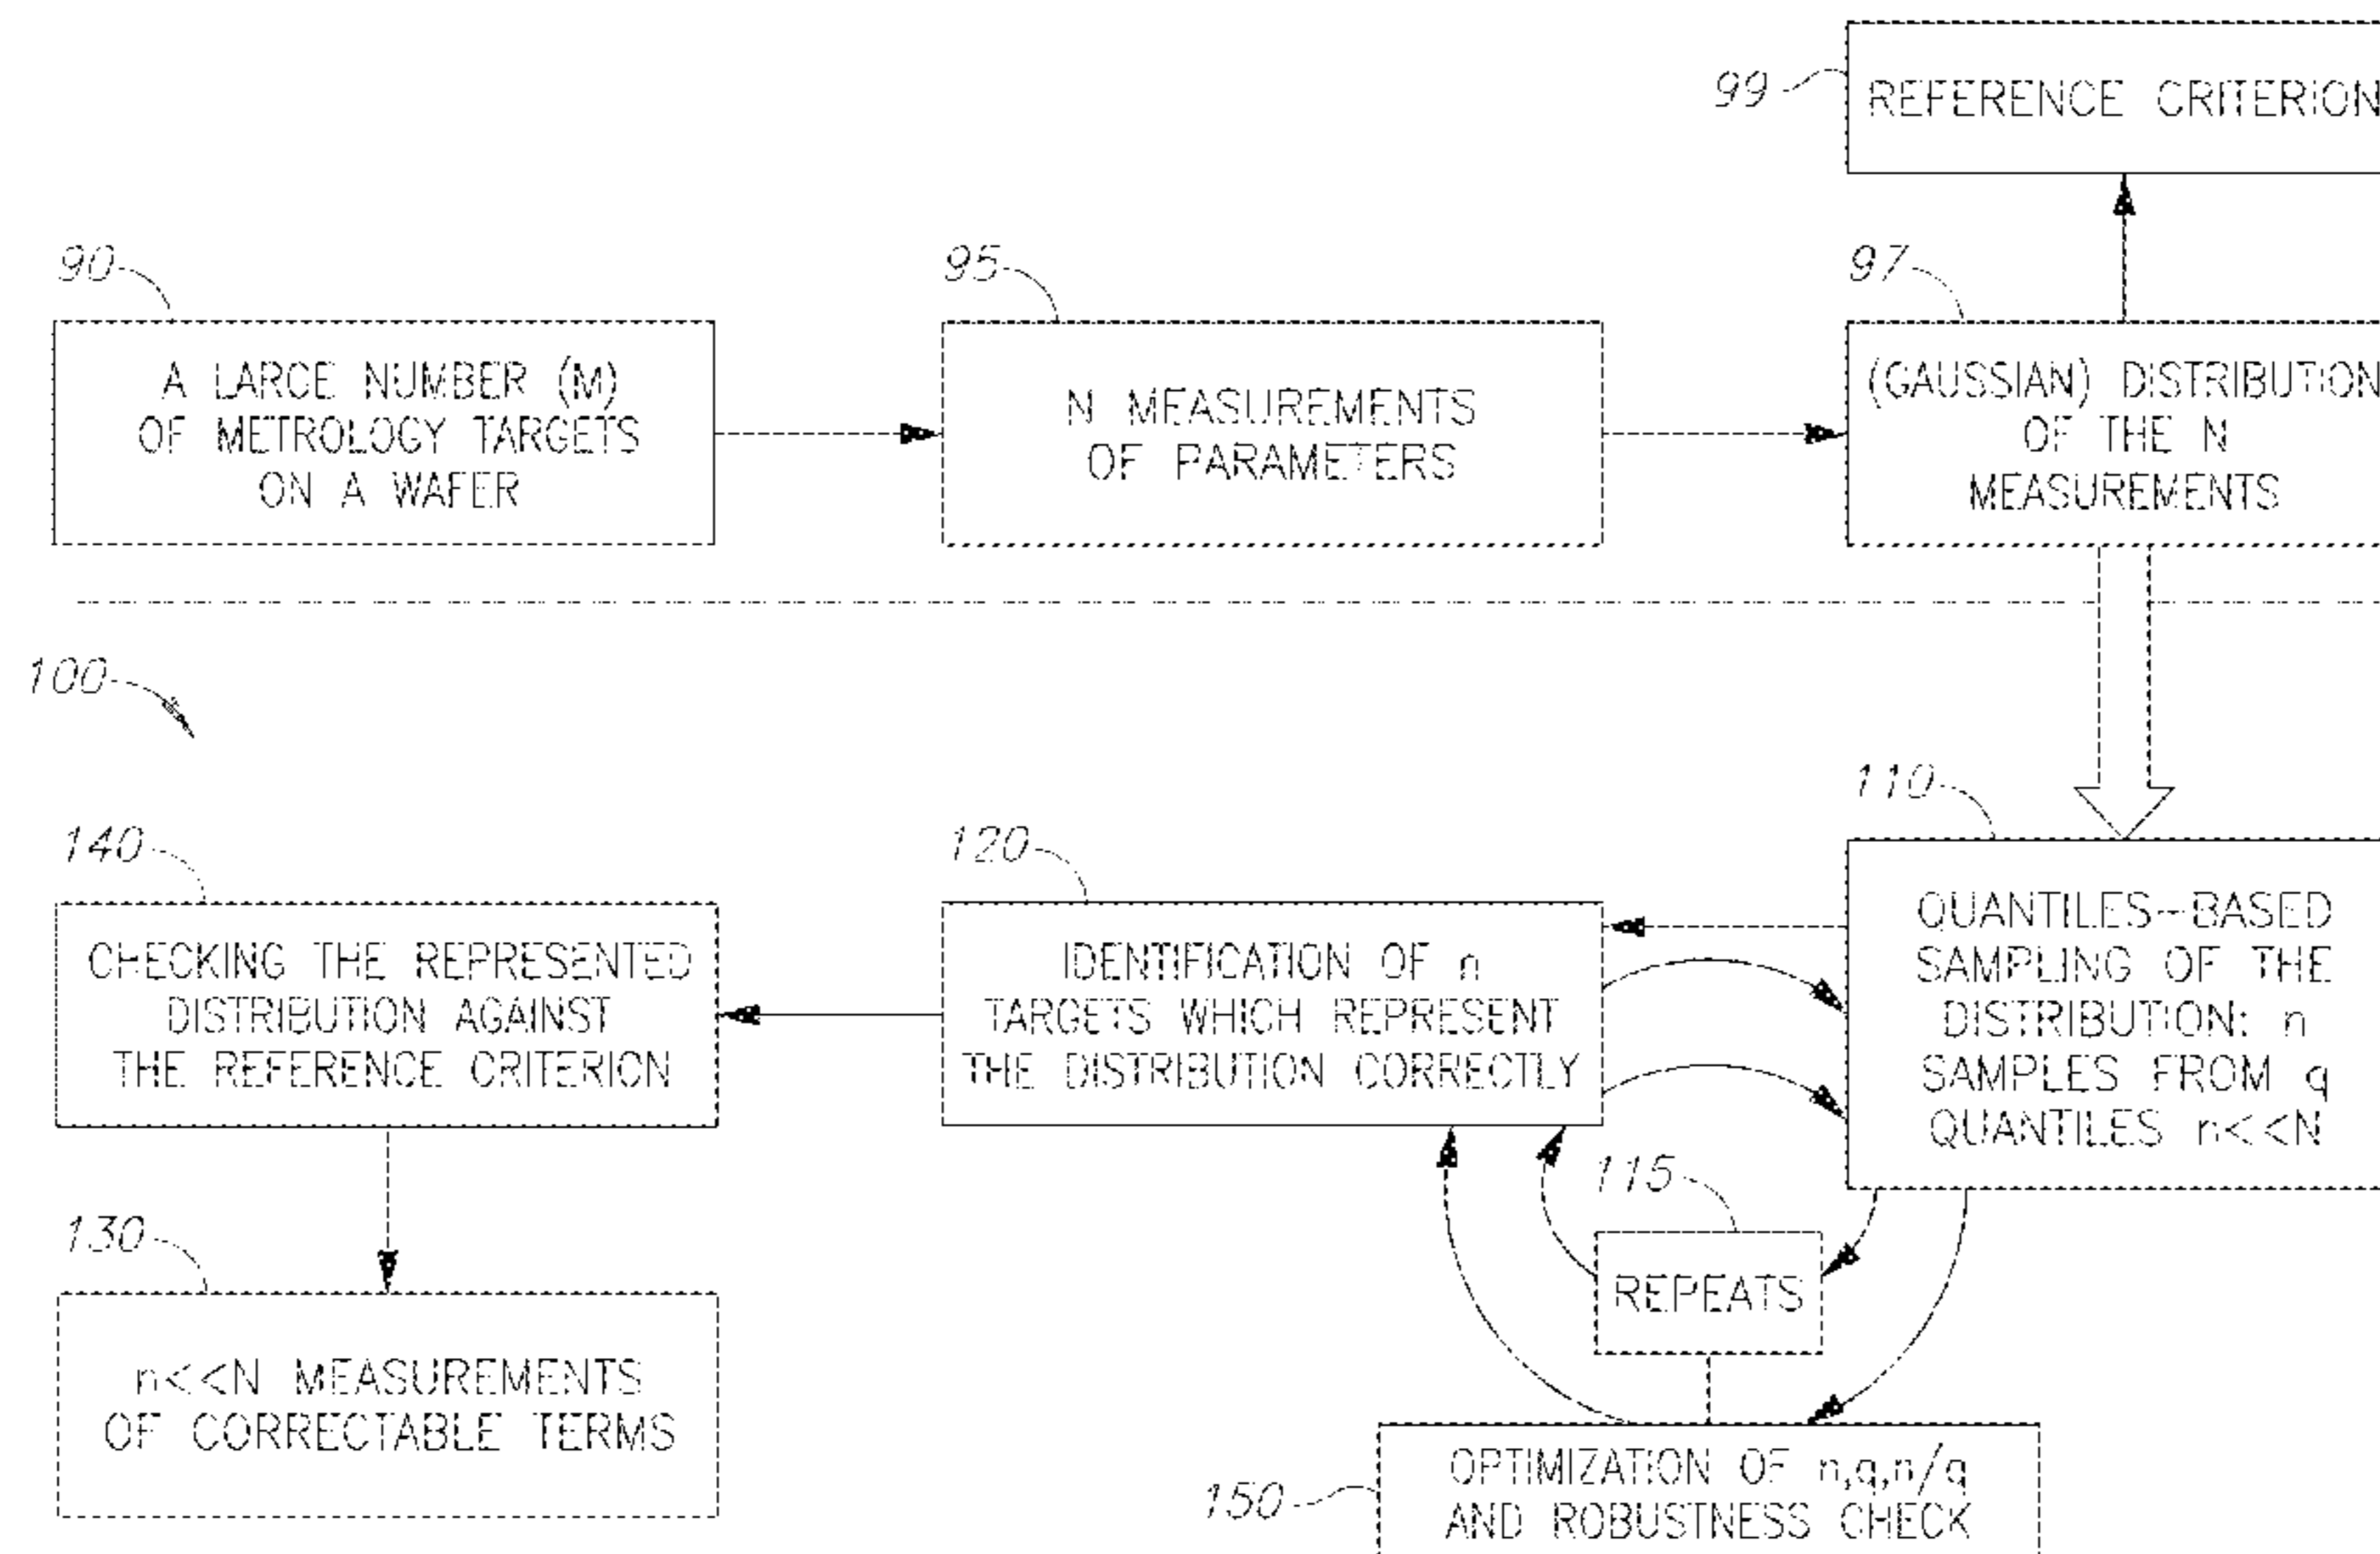 99
REFERENCE CRITERION
90
95
97
A LARGE NUMBER (M)
OF METROLOGY TARGETS
ON A WAFER
N MEASUREMENTS
OF PARAMETERS
(GAUSSIAN) DISTRIBUTION
OF THE N
MEASUREMENTS
100
110
140
120
CHECKING THE REPRESENTED
DISTRIBUTION AGAINST
THE REFERENCE CRITERION
IDENTIFICATION OF n
TARGETS WHICH REPRESENT
THE DISTRIBUTION CORRECTLY
QUANTILES-BASED
SAMPLING OF THE
DISTRIBUTION: n
SAMPLES FROM q
QUANTILES n<<N
115
130
REPEATS
n<<N MEASUREMENTS
OF CORRECTABLE TERMS
150
OPTIMIZATION OF n,q,n/q
AND ROBUSTNESS CHECK